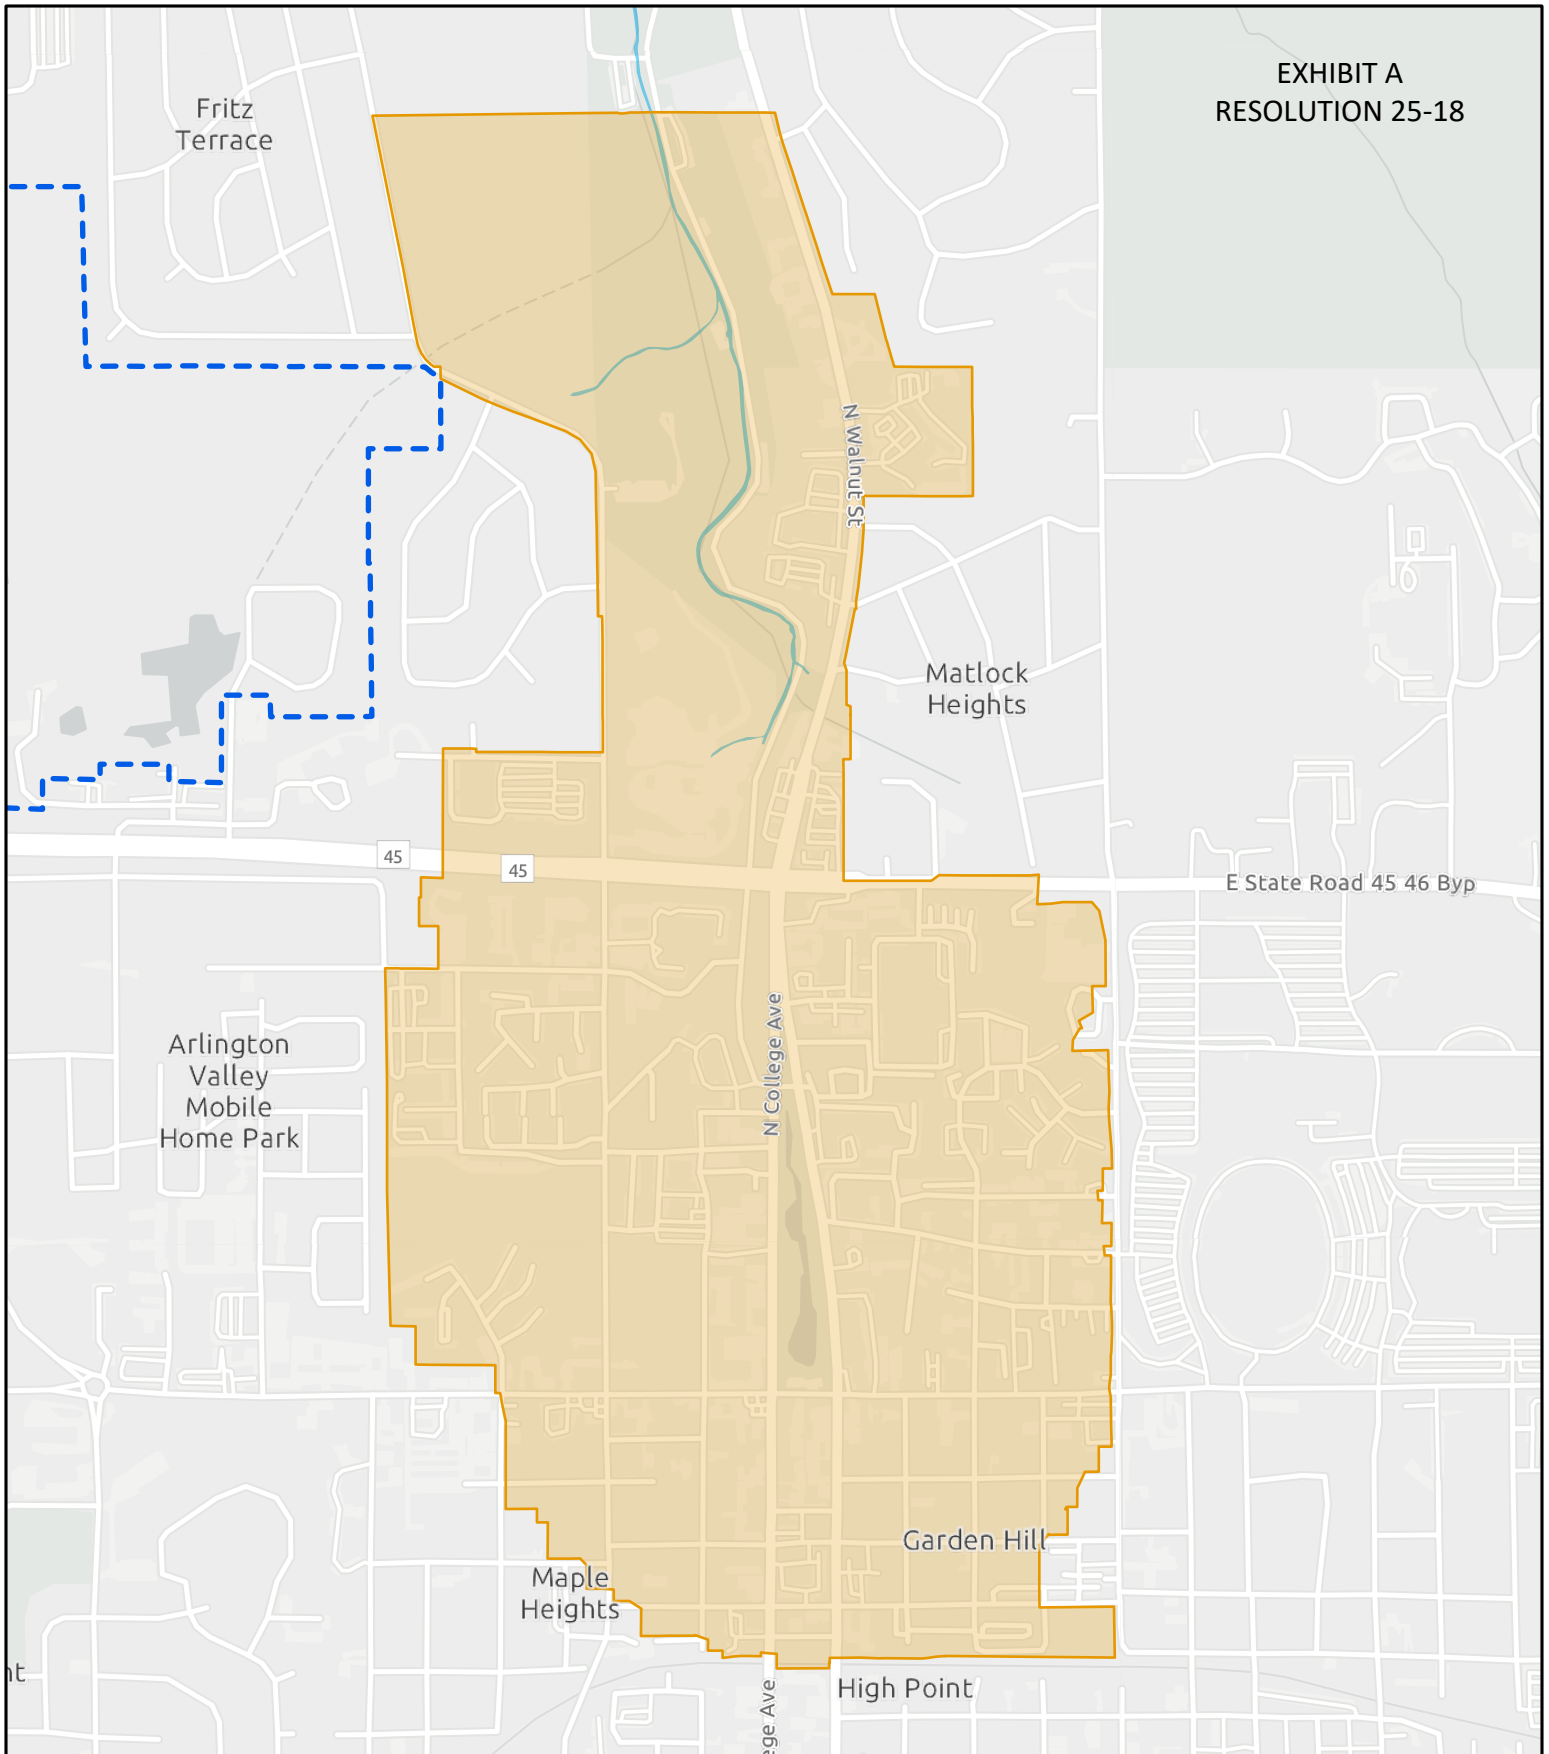 EXHIBIT A
RESOLUTION 25-18
Fritz
Terrace
N Walnut St
Matlock
Heights
45
45
E State Road 45 46 Byp
N College Ave
Arlington
Valley
Mobile
Home Park
Garden Hill
Maple
Heights
nt
High Point
ege Ave